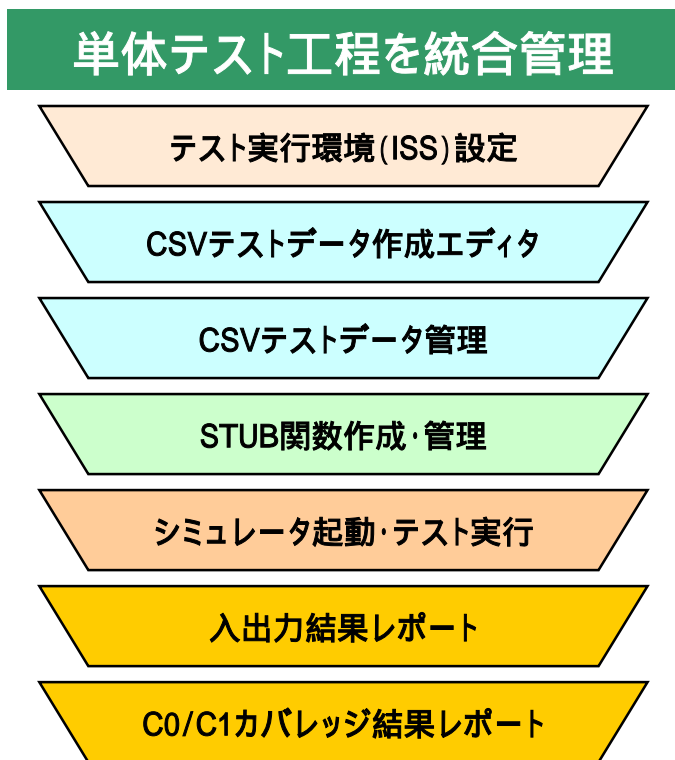 単体テスト工程を統合管理
テスト実行環境(ISS)設定
CSVテストデータ作成エディタ
CSVテストデータ管理
STUB関数作成・管理
シミュレータ起動・テスト実行
入出力結果レポート
C0/C1カバレッジ結果レポート